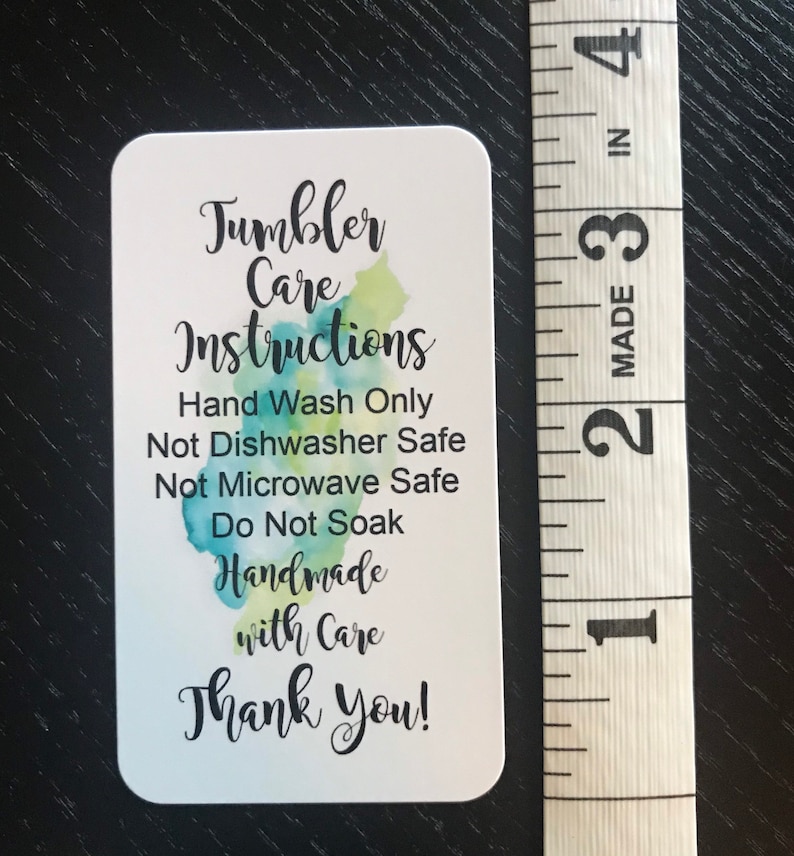 Tumbler
Care
Instructions
Hand Wash Only
Not Dishwasher Safe
Not Microwave Safe
Do Not Soak
Handmade
with Care
Thank You!
4
IN
3
MADE
2
1